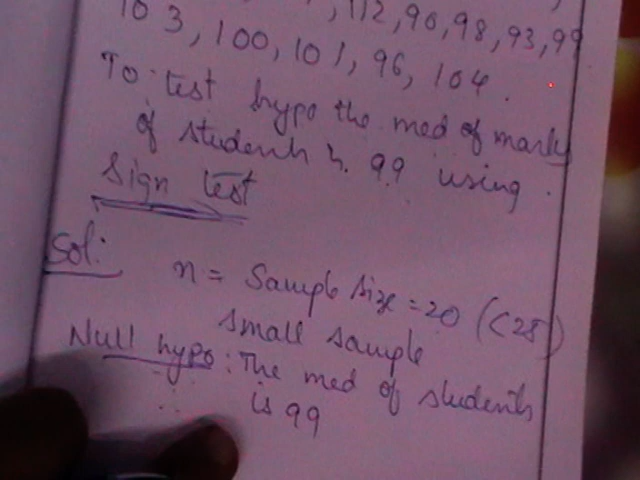 103, 100, 101, 96, 104.
, 112, 90, 98, 93, 99
To test hypo the med of marks
of students is 99 using
Sign test
Sol:
n = Sample size = 20 (<25)
small sample
Null hypo: The med of students
is 99